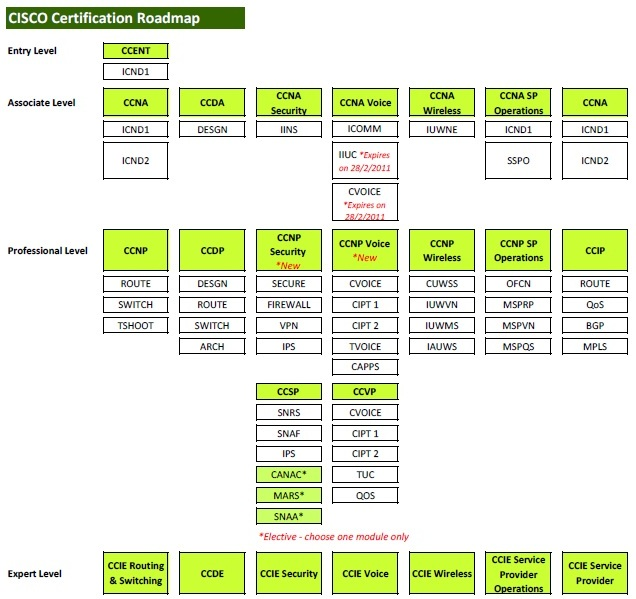 CISCO Certification Roadmap
Entry Level
CCENT
ICND1
Associate Level
CCNA
CCDA
CCNA
Security
CCNA Voice
CCNA
Wireless
CCNA SP
Operations
CCNA
ICND1
DESGN
IINS
ICOMM
IUWNE
ICND1
ICND1
ICND2
IIUC *Expires
on 28/2/2011
SSPO
ICND2
CVOICE
*Expires on
28/2/2011
Professional Level
CCNP
CCDP
CCNP
Security
*New
CCNP Voice
*New
CCNP
Wireless
CCNP SP
Operations
CCIP
ROUTE
DESGN
SECURE
CVOICE
CUWSS
OFCN
ROUTE
SWITCH
ROUTE
FIREWALL
CIPT 1
IUWVN
MSPRP
QoS
TSHOOT
SWITCH
VPN
CIPT 2
IUWMS
MSPVN
BGP
ARCH
IPS
TVOICE
IAUWS
MSPQS
MPLS
CAPPS
CCSP
CCVP
SNRS
CVOICE
SNAF
CIPT 1
IPS
CIPT 2
CANAC*
TUC
MARS*
QOS
SNAA*
*Elective - choose one module only
Expert Level
CCIE Routing
& Switching
CCDE
CCIE Security
CCIE Voice
CCIE Wireless
CCIE Service
Provider
Operations
CCIE Service
Provider